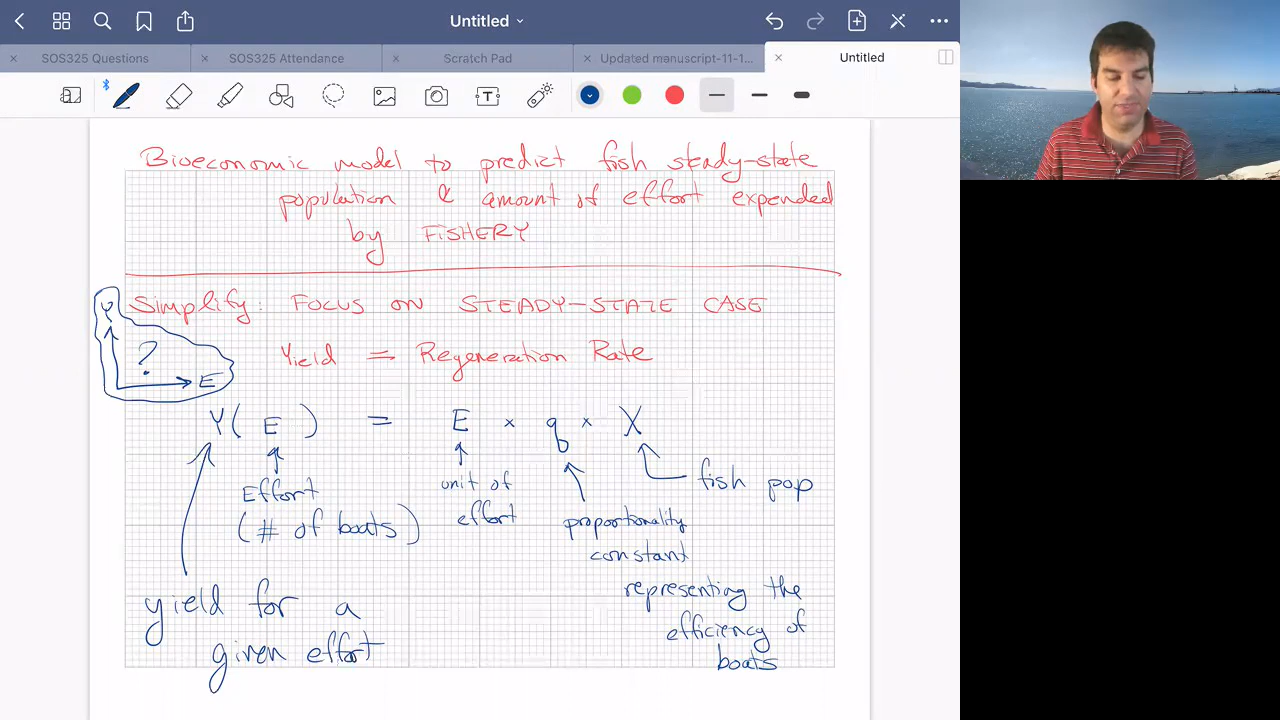 Untitled
SOS325 Questions
SOS325 Attendance
Scratch Pad
Updated manuscript-11-1...
Untitled
Bioeconomic model to predict fish steady-state
population & amount of effort expended
by FISHERY
Simplify: FOCUS ON STEADY-STATE CASE
Yield = Regeneration Rate
Y
?
E
Y( E ) = E × q × X
Effort
(# of boats)
unit of
effort
proportionality
constant
representing the
efficiency of
boats
fish pop
yield for a
given effort